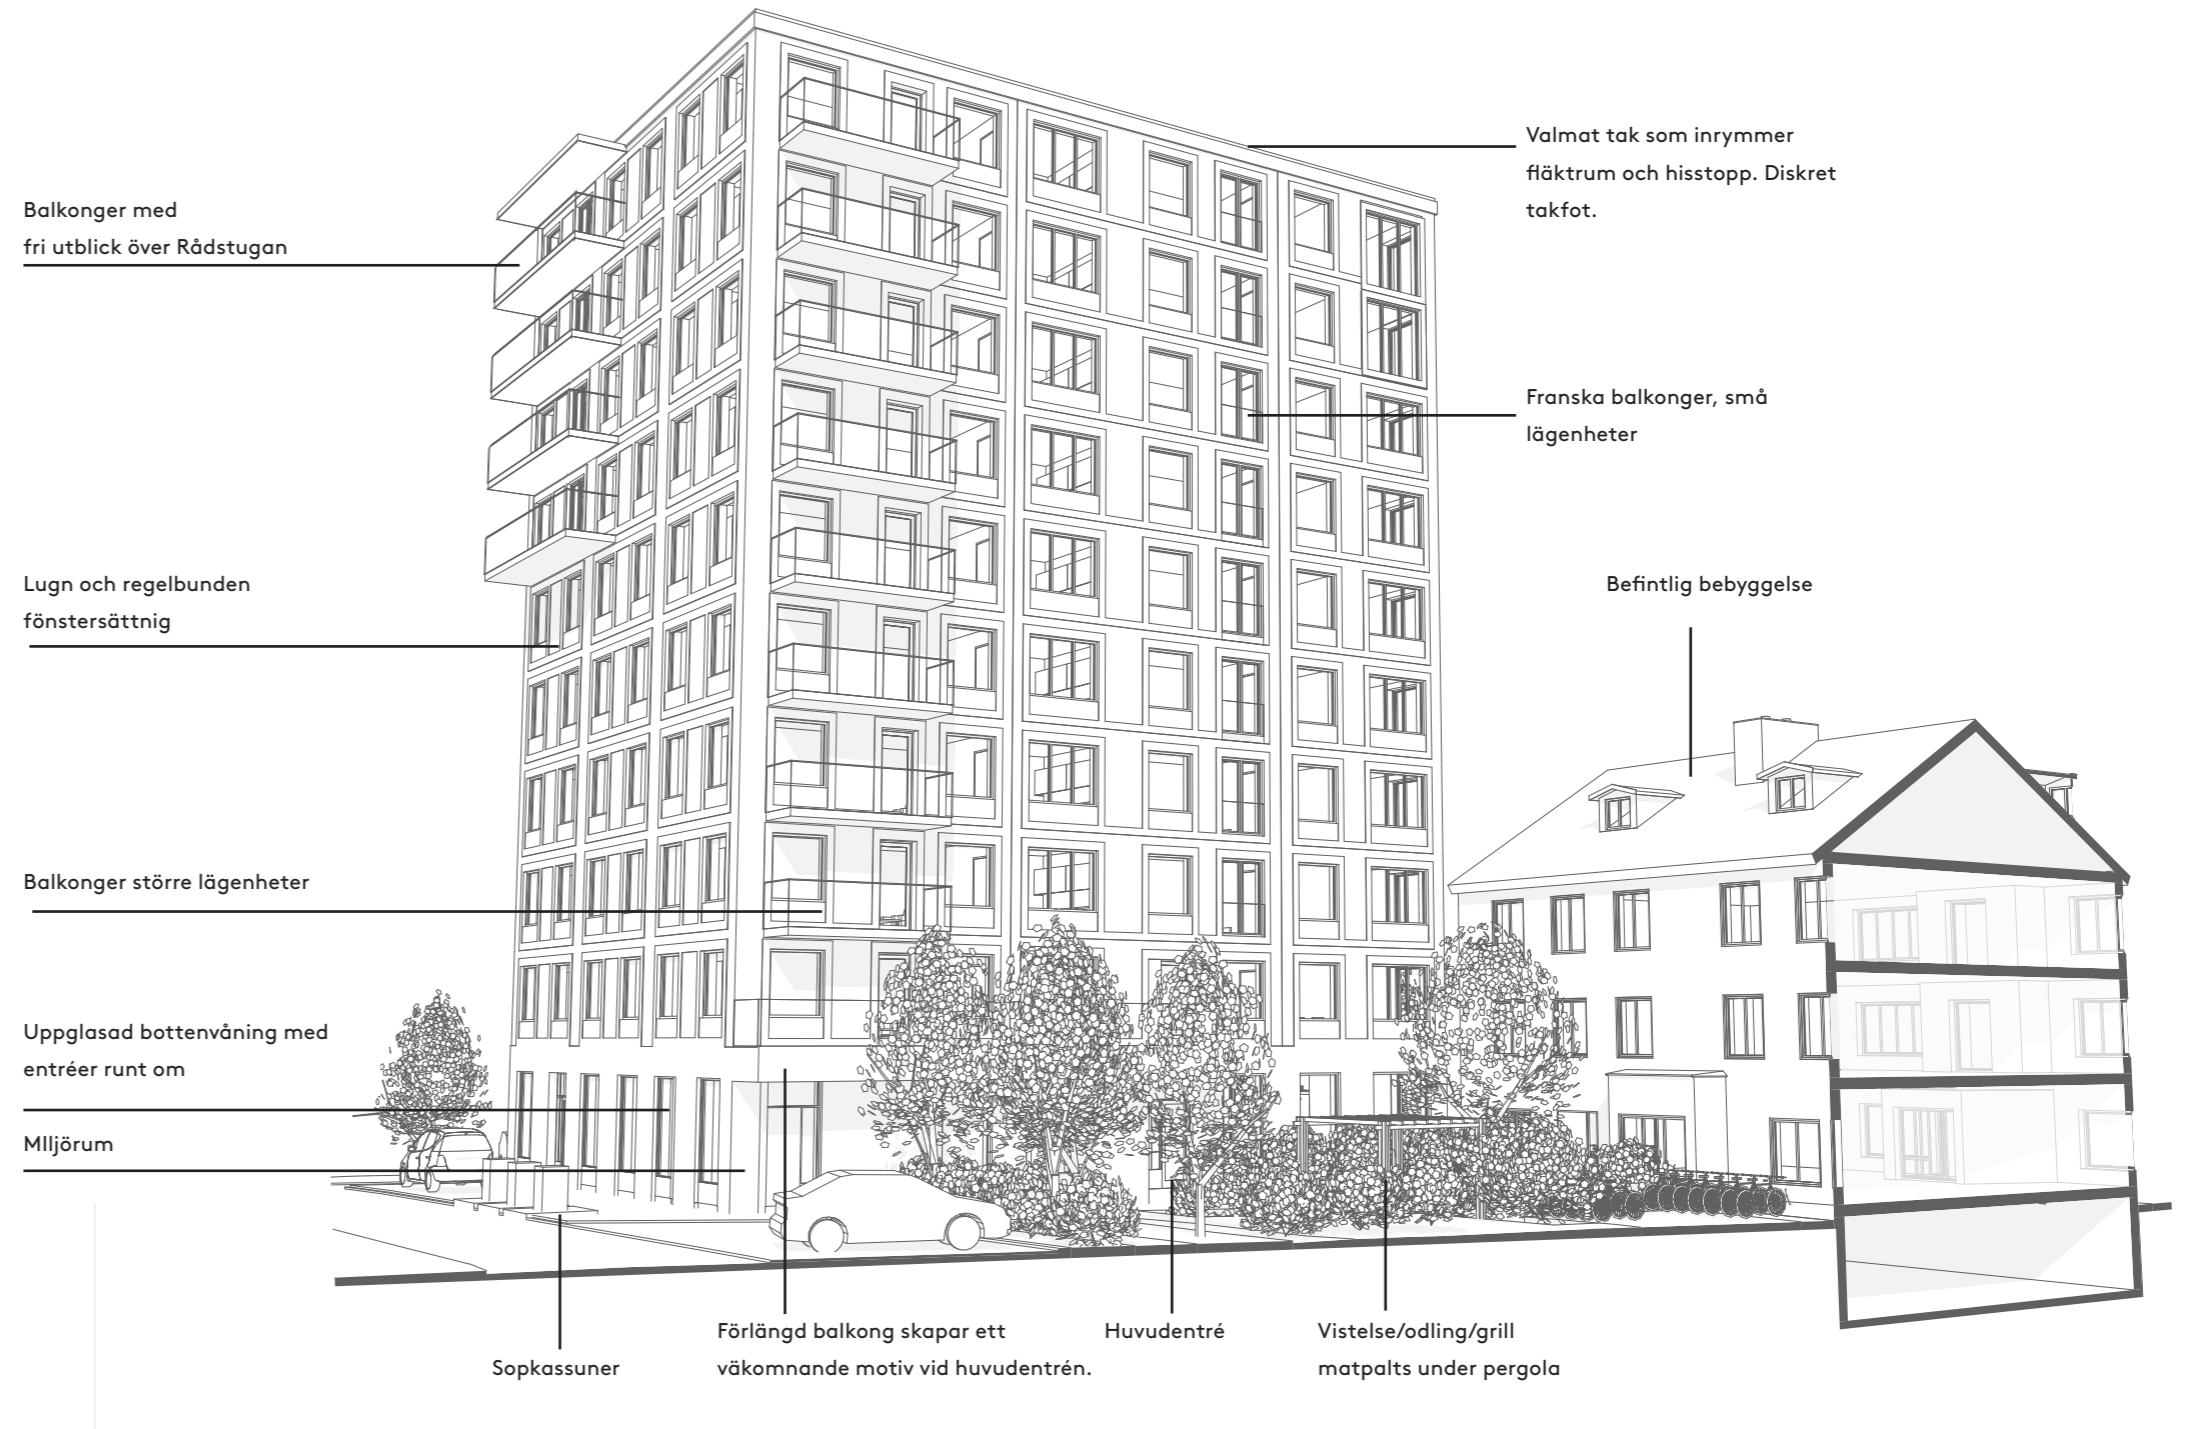 Balkonger med
fri utblick över Rådstugan
Lugn och regelbunden
fönstersättnig
Balkonger större lägenheter
Uppglasad bottenvåning med
entréer runt om
MIljörum
Sopkassuner
Förlängd balkong skapar ett
väkomnande motiv vid huvudentrén.
Huvudentré
Vistelse/odling/grill
matpalts under pergola
Valmat tak som inrymmer
fläktrum och hisstopp. Diskret
takfot.
Franska balkonger, små
lägenheter
Befintlig bebyggelse